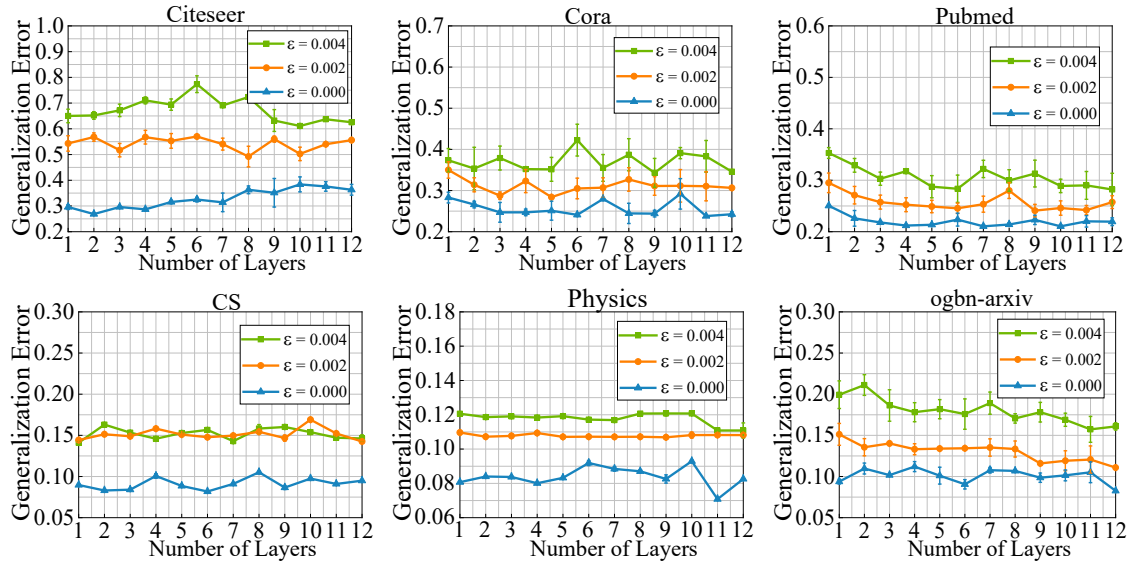 Citeseer
Generalization Error
1.0
0.9
0.8
0.7
0.6
0.5
0.4
0.3
0.2
ε = 0.004
ε = 0.002
ε = 0.000
1 2 3 4 5 6 7 8 9 10 11 12
Number of Layers
Cora
Generalization Error
0.7
0.6
0.5
0.4
0.3
0.2
ε = 0.004
ε = 0.002
ε = 0.000
1 2 3 4 5 6 7 8 9 10 11 12
Number of Layers
Pubmed
Generalization Error
0.6
0.5
0.4
0.3
0.2
ε = 0.004
ε = 0.002
ε = 0.000
1 2 3 4 5 6 7 8 9 10 11 12
Number of Layers
CS
Generalization Error
0.30
0.25
0.20
0.15
0.10
0.05
ε = 0.004
ε = 0.002
ε = 0.000
1 2 3 4 5 6 7 8 9 10 11 12
Number of Layers
Physics
Generalization Error
0.18
0.16
0.14
0.12
0.10
0.08
0.06
ε = 0.004
ε = 0.002
ε = 0.000
1 2 3 4 5 6 7 8 9 10 11 12
Number of Layers
ogbn-arxiv
Generalization Error
0.30
0.25
0.20
0.15
0.10
0.05
ε = 0.004
ε = 0.002
ε = 0.000
1 2 3 4 5 6 7 8 9 10 11 12
Number of Layers